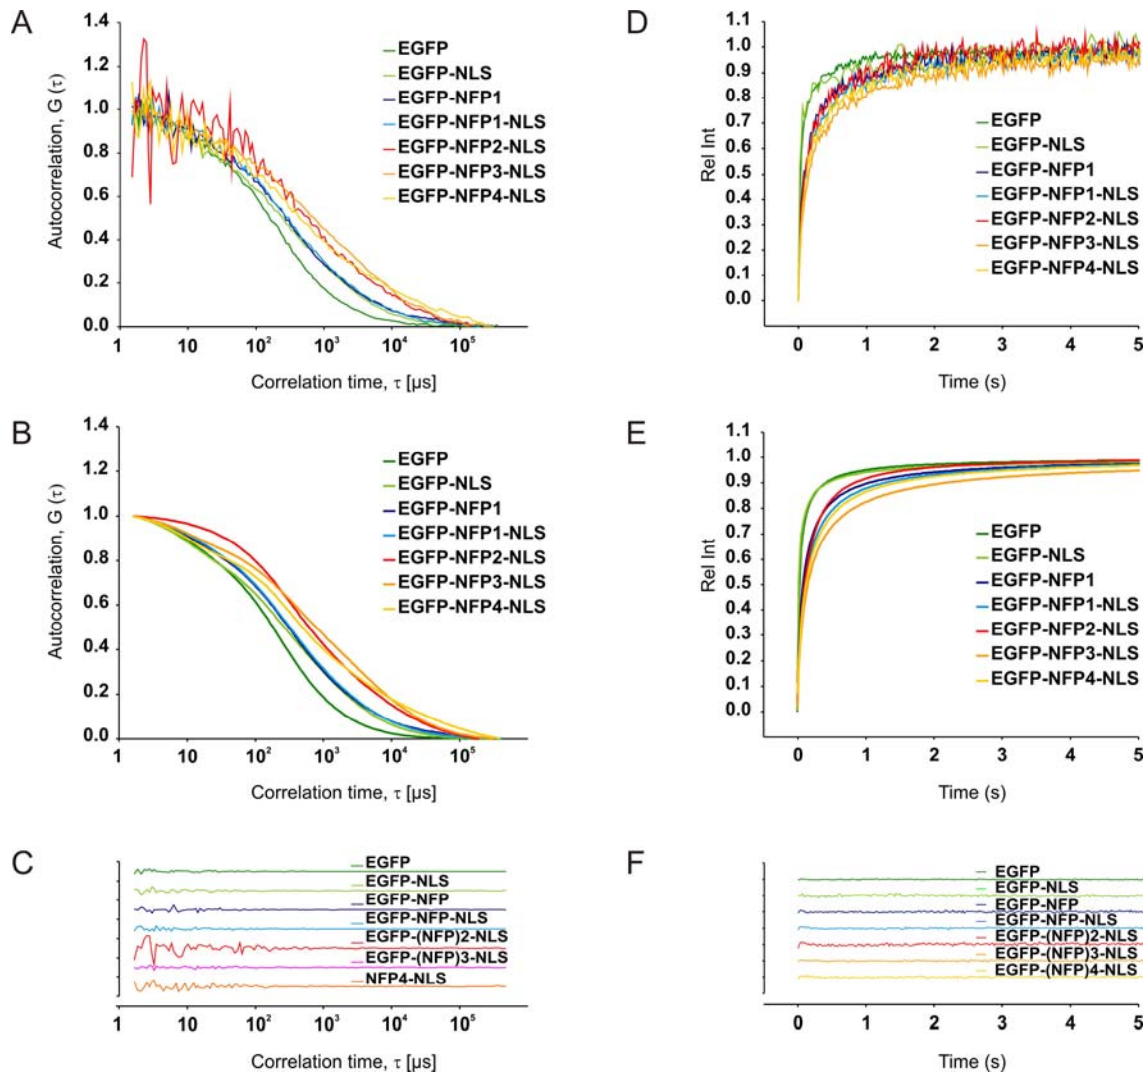 A
1.4
1.2
1.0
0.8
0.6
0.4
0.2
0.0
Autocorrelation, G (τ)
EGFP
EGFP-NLS
EGFP-NFP1
EGFP-NFP1-NLS
EGFP-NFP2-NLS
EGFP-NFP3-NLS
EGFP-NFP4-NLS
1 10 10² 10³ 10⁴ 10⁵
Correlation time, τ [µs]
D
1.1
1.0
0.9
0.8
0.7
0.6
0.5
0.4
0.3
0.2
0.1
0.0
Rel Int
EGFP
EGFP-NLS
EGFP-NFP1
EGFP-NFP1-NLS
EGFP-NFP2-NLS
EGFP-NFP3-NLS
EGFP-NFP4-NLS
0 1 2 3 4 5
Time (s)
B
1.4
1.2
1.0
0.8
0.6
0.4
0.2
0.0
Autocorrelation, G (τ)
EGFP
EGFP-NLS
EGFP-NFP1
EGFP-NFP1-NLS
EGFP-NFP2-NLS
EGFP-NFP3-NLS
EGFP-NFP4-NLS
1 10 10² 10³ 10⁴ 10⁵
Correlation time, τ [µs]
E
1.1
1.0
0.9
0.8
0.7
0.6
0.5
0.4
0.3
0.2
0.1
0.0
Rel Int
EGFP
EGFP-NLS
EGFP-NFP1
EGFP-NFP1-NLS
EGFP-NFP2-NLS
EGFP-NFP3-NLS
EGFP-NFP4-NLS
0 1 2 3 4 5
Time (s)
C
EGFP
EGFP-NLS
EGFP-NFP
EGFP-NFP-NLS
EGFP-(NFP)2-NLS
EGFP-(NFP)3-NLS
NFP4-NLS
1 10 10² 10³ 10⁴ 10⁵
Correlation time, τ [µs]
F
EGFP
EGFP-NLS
EGFP-NFP
EGFP-NFP-NLS
EGFP-(NFP)2-NLS
EGFP-(NFP)3-NLS
EGFP-(NFP)4-NLS
0 1 2 3 4 5
Time (s)